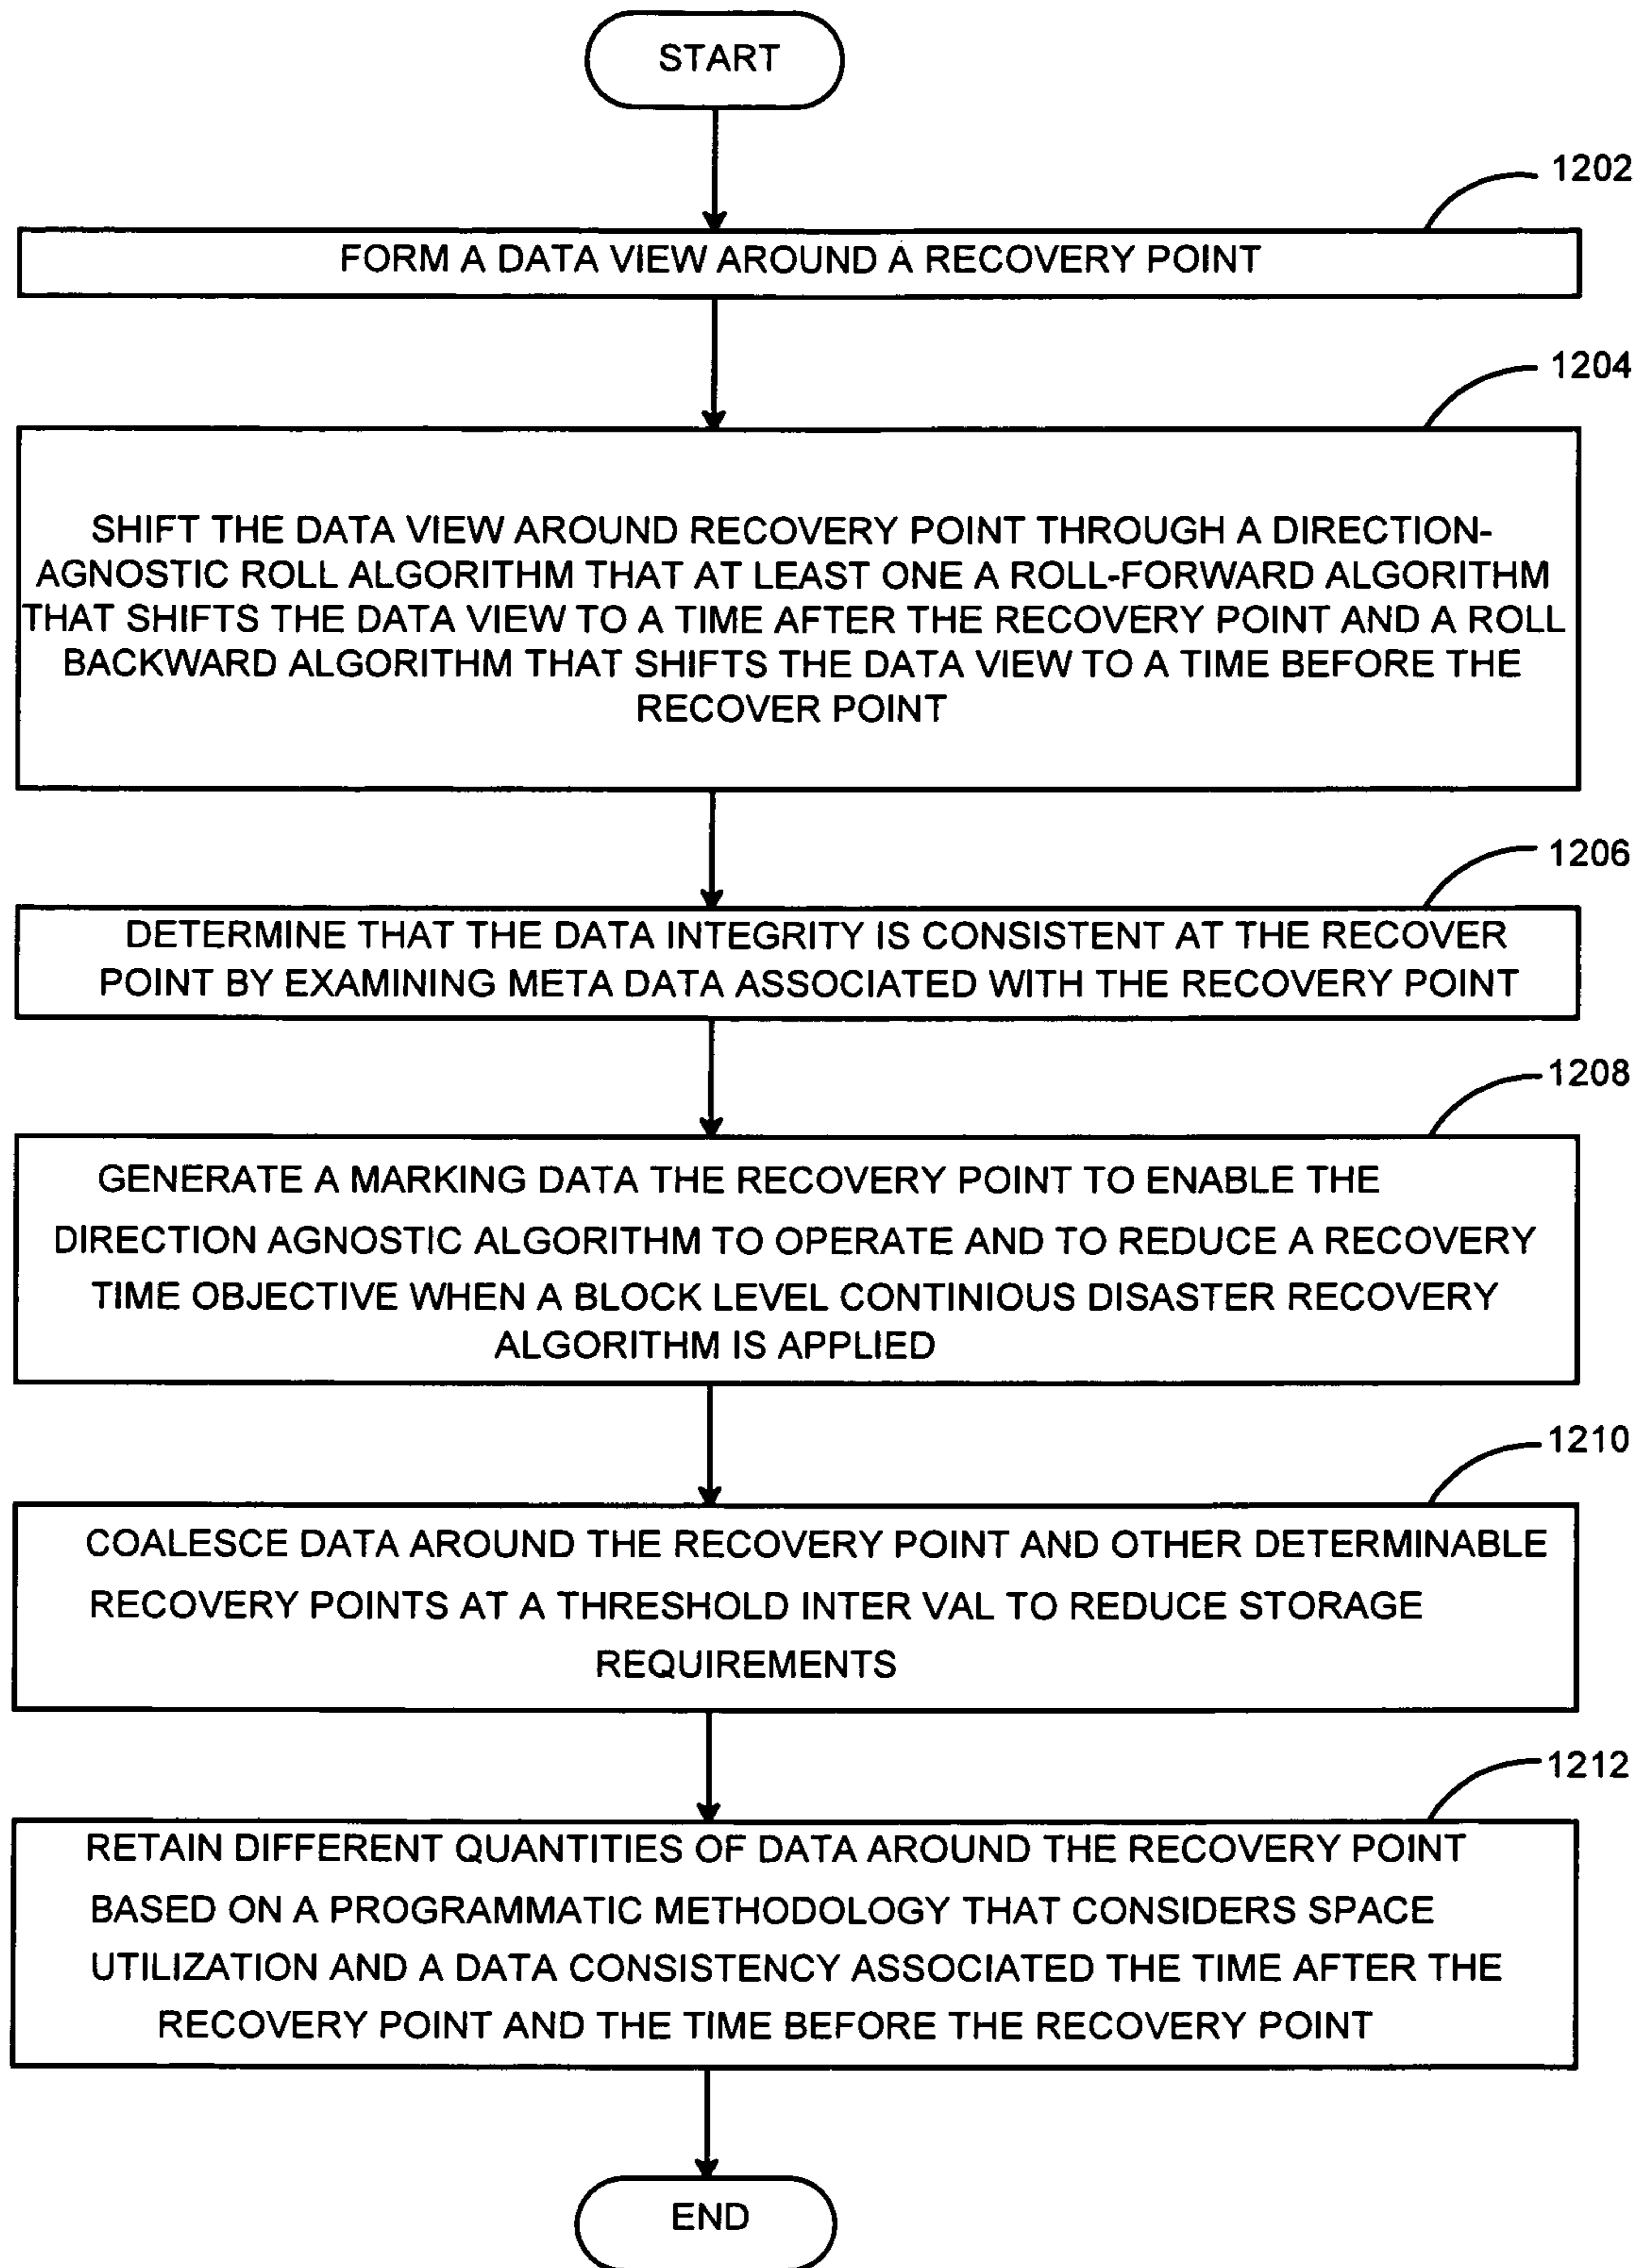 START
1202
FORM A DATA VIEW AROUND A RECOVERY POINT
1204
SHIFT THE DATA VIEW AROUND RECOVERY POINT THROUGH A DIRECTION-
AGNOSTIC ROLL ALGORITHM THAT AT LEAST ONE A ROLL-FORWARD ALGORITHM
THAT SHIFTS THE DATA VIEW TO A TIME AFTER THE RECOVERY POINT AND A ROLL
BACKWARD ALGORITHM THAT SHIFTS THE DATA VIEW TO A TIME BEFORE THE
RECOVER POINT
1206
DETERMINE THAT THE DATA INTEGRITY IS CONSISTENT AT THE RECOVER
POINT BY EXAMINING META DATA ASSOCIATED WITH THE RECOVERY POINT
1208
GENERATE A MARKING DATA THE RECOVERY POINT TO ENABLE THE
DIRECTION AGNOSTIC ALGORITHM TO OPERATE AND TO REDUCE A RECOVERY
TIME OBJECTIVE WHEN A BLOCK LEVEL CONTINIOUS DISASTER RECOVERY
ALGORITHM IS APPLIED
1210
COALESCE DATA AROUND THE RECOVERY POINT AND OTHER DETERMINABLE
RECOVERY POINTS AT A THRESHOLD INTER VAL TO REDUCE STORAGE
REQUIREMENTS
1212
RETAIN DIFFERENT QUANTITIES OF DATA AROUND THE RECOVERY POINT
BASED ON A PROGRAMMATIC METHODOLOGY THAT CONSIDERS SPACE
UTILIZATION AND A DATA CONSISTENCY ASSOCIATED THE TIME AFTER THE
RECOVERY POINT AND THE TIME BEFORE THE RECOVERY POINT
END